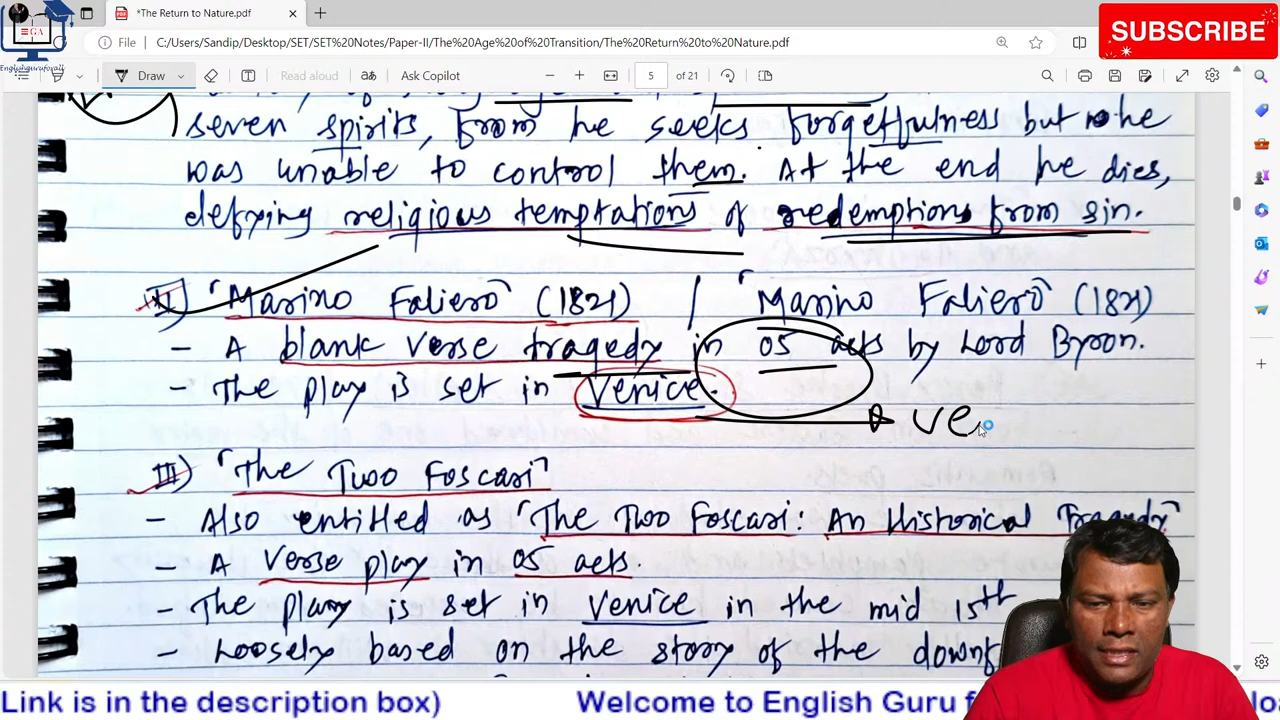 *The Return to Nature.pdf
SUBSCRIBE
File C:/Users/Sandip/Desktop/SET/SET%20Notes/Paper-II/The%20Age%20of%20Transition/The%20Return%20to%20Nature.pdf
EGA
Englishguruforall
Draw Read aloud Ask Copilot 5 of 21
seven spirits, from he seeks forgetfulness but he
was unable to control them. At the end he dies,
defying religious temptations of redemptions from sin.
II) "Marino Faliero" (1821) / "Marino Faliero" (1821)
- A blank verse tragedy in 05 acts by Lord Byron.
- The play is set in Venice.
Ve
III) "The Two Foscari"
- Also entitled as "The Two Foscari: An Historical Tragedy"
- A verse play in 05 acts.
- The play is set in Venice in the mid 15th
- Loosely based on the story of the downf
Link is in the description box) Welcome to English Guru f